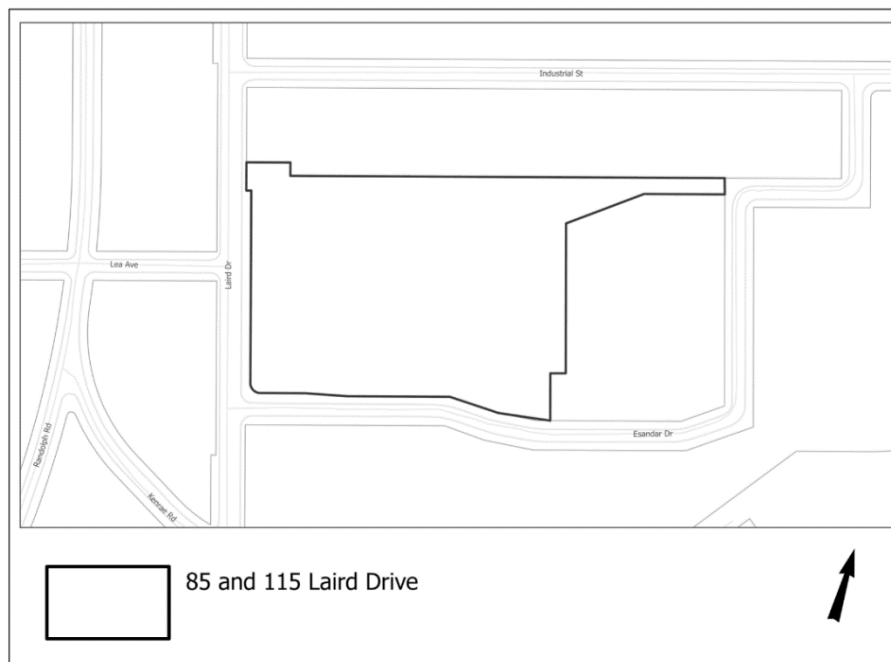 Industrial St
Lea Ave
Laird Dr
Randolph Rd
Kenrae Rd
Esandar Dr
85 and 115 Laird Drive